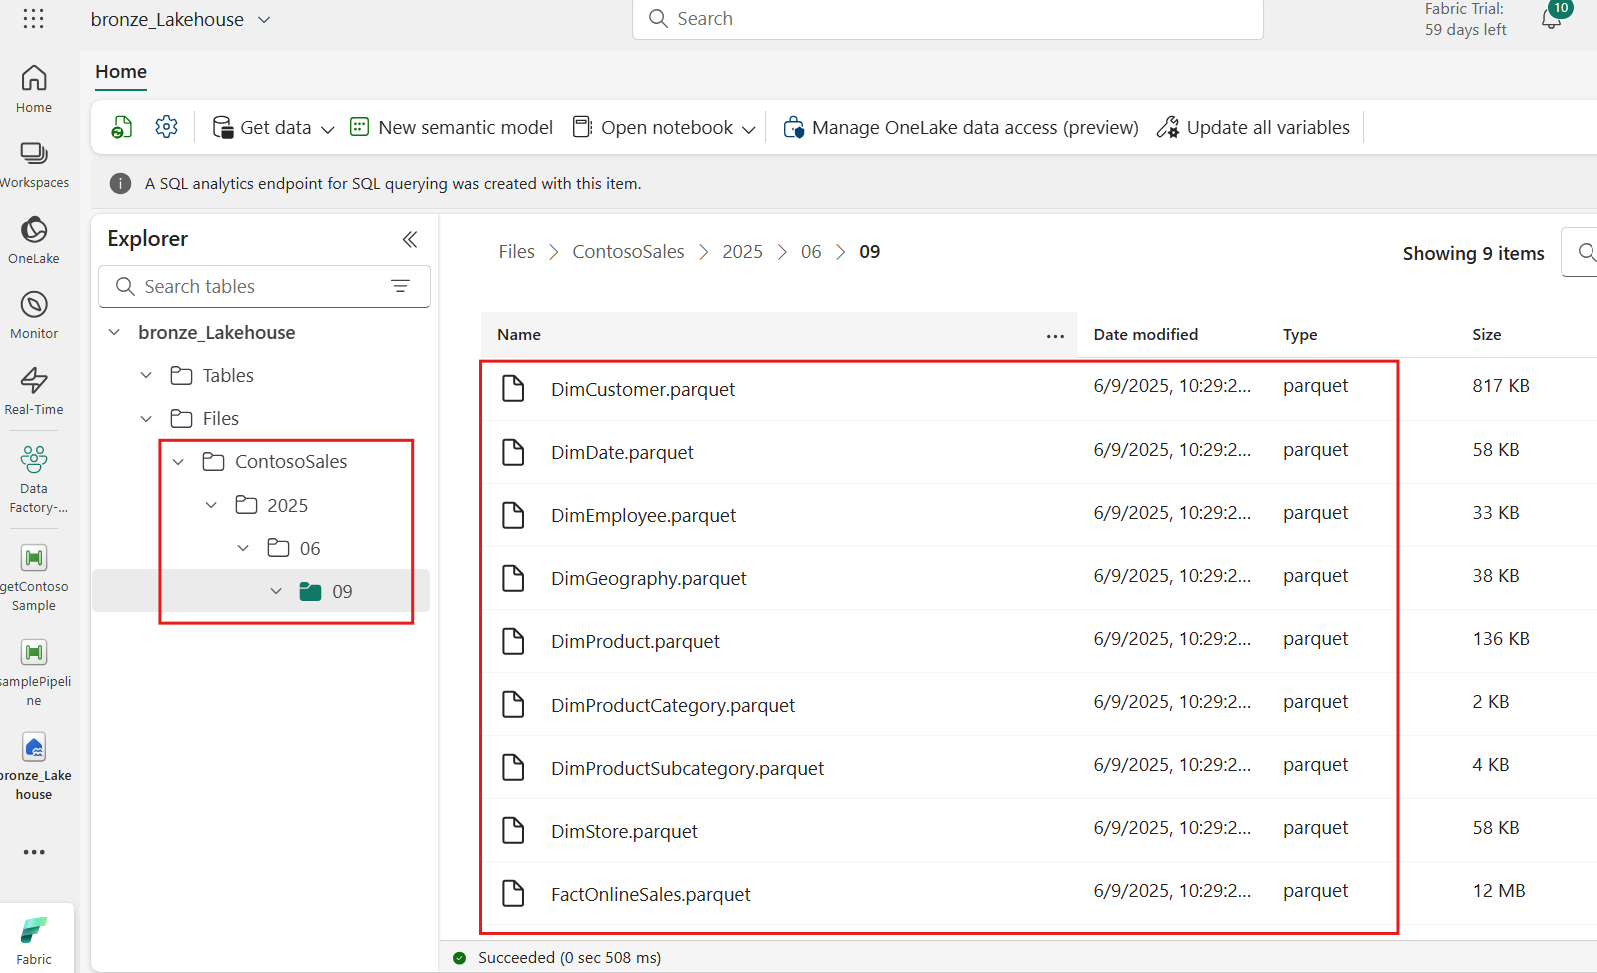 bronze_Lakehouse
Search
Fabric Trial:
59 days left
10
Home
Home
Workspaces
OneLake
Monitor
Real-Time
Data
Factory-...
getContoso
Sample
samplePipeli
ne
bronze_Lake
house
Fabric
Get data
New semantic model
Open notebook
Manage OneLake data access (preview)
Update all variables
A SQL analytics endpoint for SQL querying was created with this item.
Explorer
Search tables
bronze_Lakehouse
Tables
Files
ContosoSales
2025
06
09
Files > ContosoSales > 2025 > 06 > 09
Showing 9 items
Name ... Date modified Type Size
DimCustomer.parquet 6/9/2025, 10:29:2... parquet 817 KB
DimDate.parquet 6/9/2025, 10:29:2... parquet 58 KB
DimEmployee.parquet 6/9/2025, 10:29:2... parquet 33 KB
DimGeography.parquet 6/9/2025, 10:29:2... parquet 38 KB
DimProduct.parquet 6/9/2025, 10:29:2... parquet 136 KB
DimProductCategory.parquet 6/9/2025, 10:29:2... parquet 2 KB
DimProductSubcategory.parquet 6/9/2025, 10:29:2... parquet 4 KB
DimStore.parquet 6/9/2025, 10:29:2... parquet 58 KB
FactOnlineSales.parquet 6/9/2025, 10:29:2... parquet 12 MB
Succeeded (0 sec 508 ms)